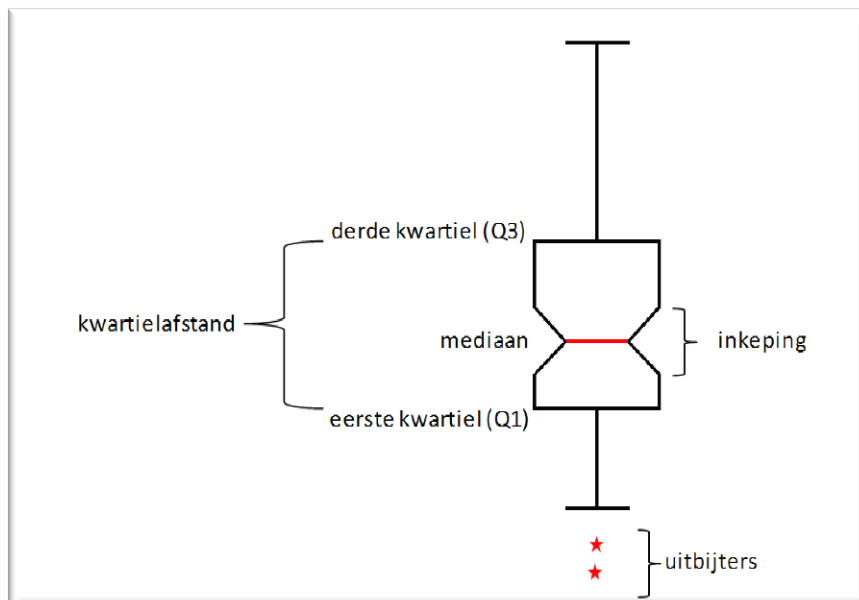 derde kwartiel (Q3)
kwartielafstand
mediaan
inkeping
eerste kwartiel (Q1)
uitbijters